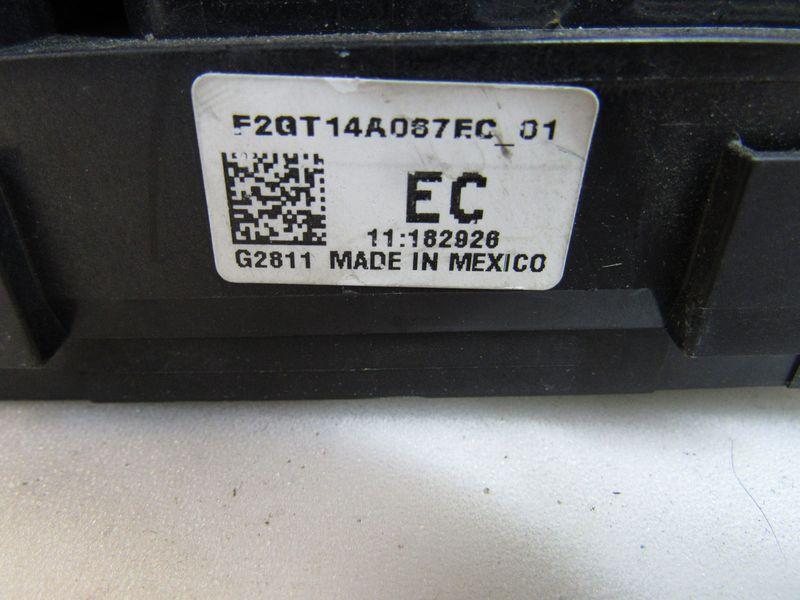 F2GT14A067EC_01
EC
11:182926
G2811 MADE IN MEXICO